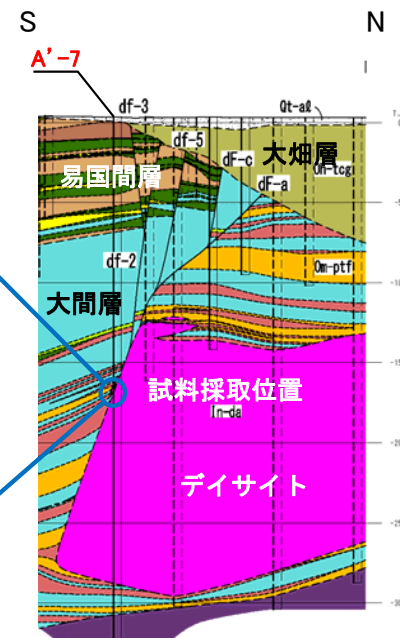 S
N
A'-7
df-3
Qt-aℓ
df-5
大畑層
dF-c
易国間層
dF-a
df-2
Om-ptf
大間層
試料採取位置
In-da
デイサイト